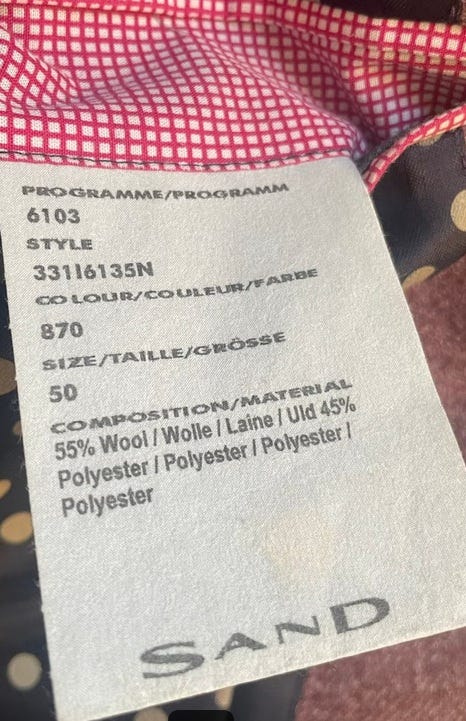 PROGRAMME/PROGRAMM
6103
STYLE
331I6135N
COLOUR/COULEUR/FARBE
870
SIZE/TAILLE/GRÖSSE
50
COMPOSITION/MATERIAL
55% Wool / Wolle / Laine / Uld 45%
Polyester / Polyester / Polyester /
Polyester
SAND